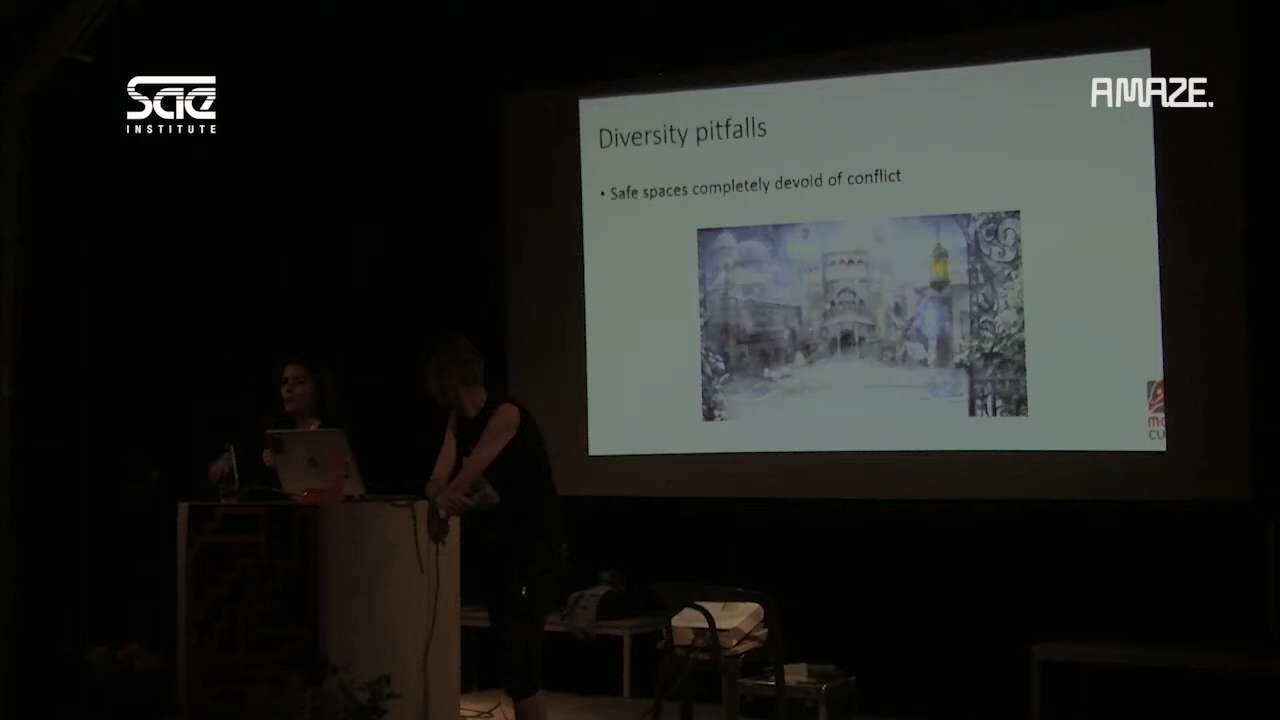 Sae
INSTITUTE
AMAZE.
Diversity pitfalls
• Safe spaces completely devoid of conflict